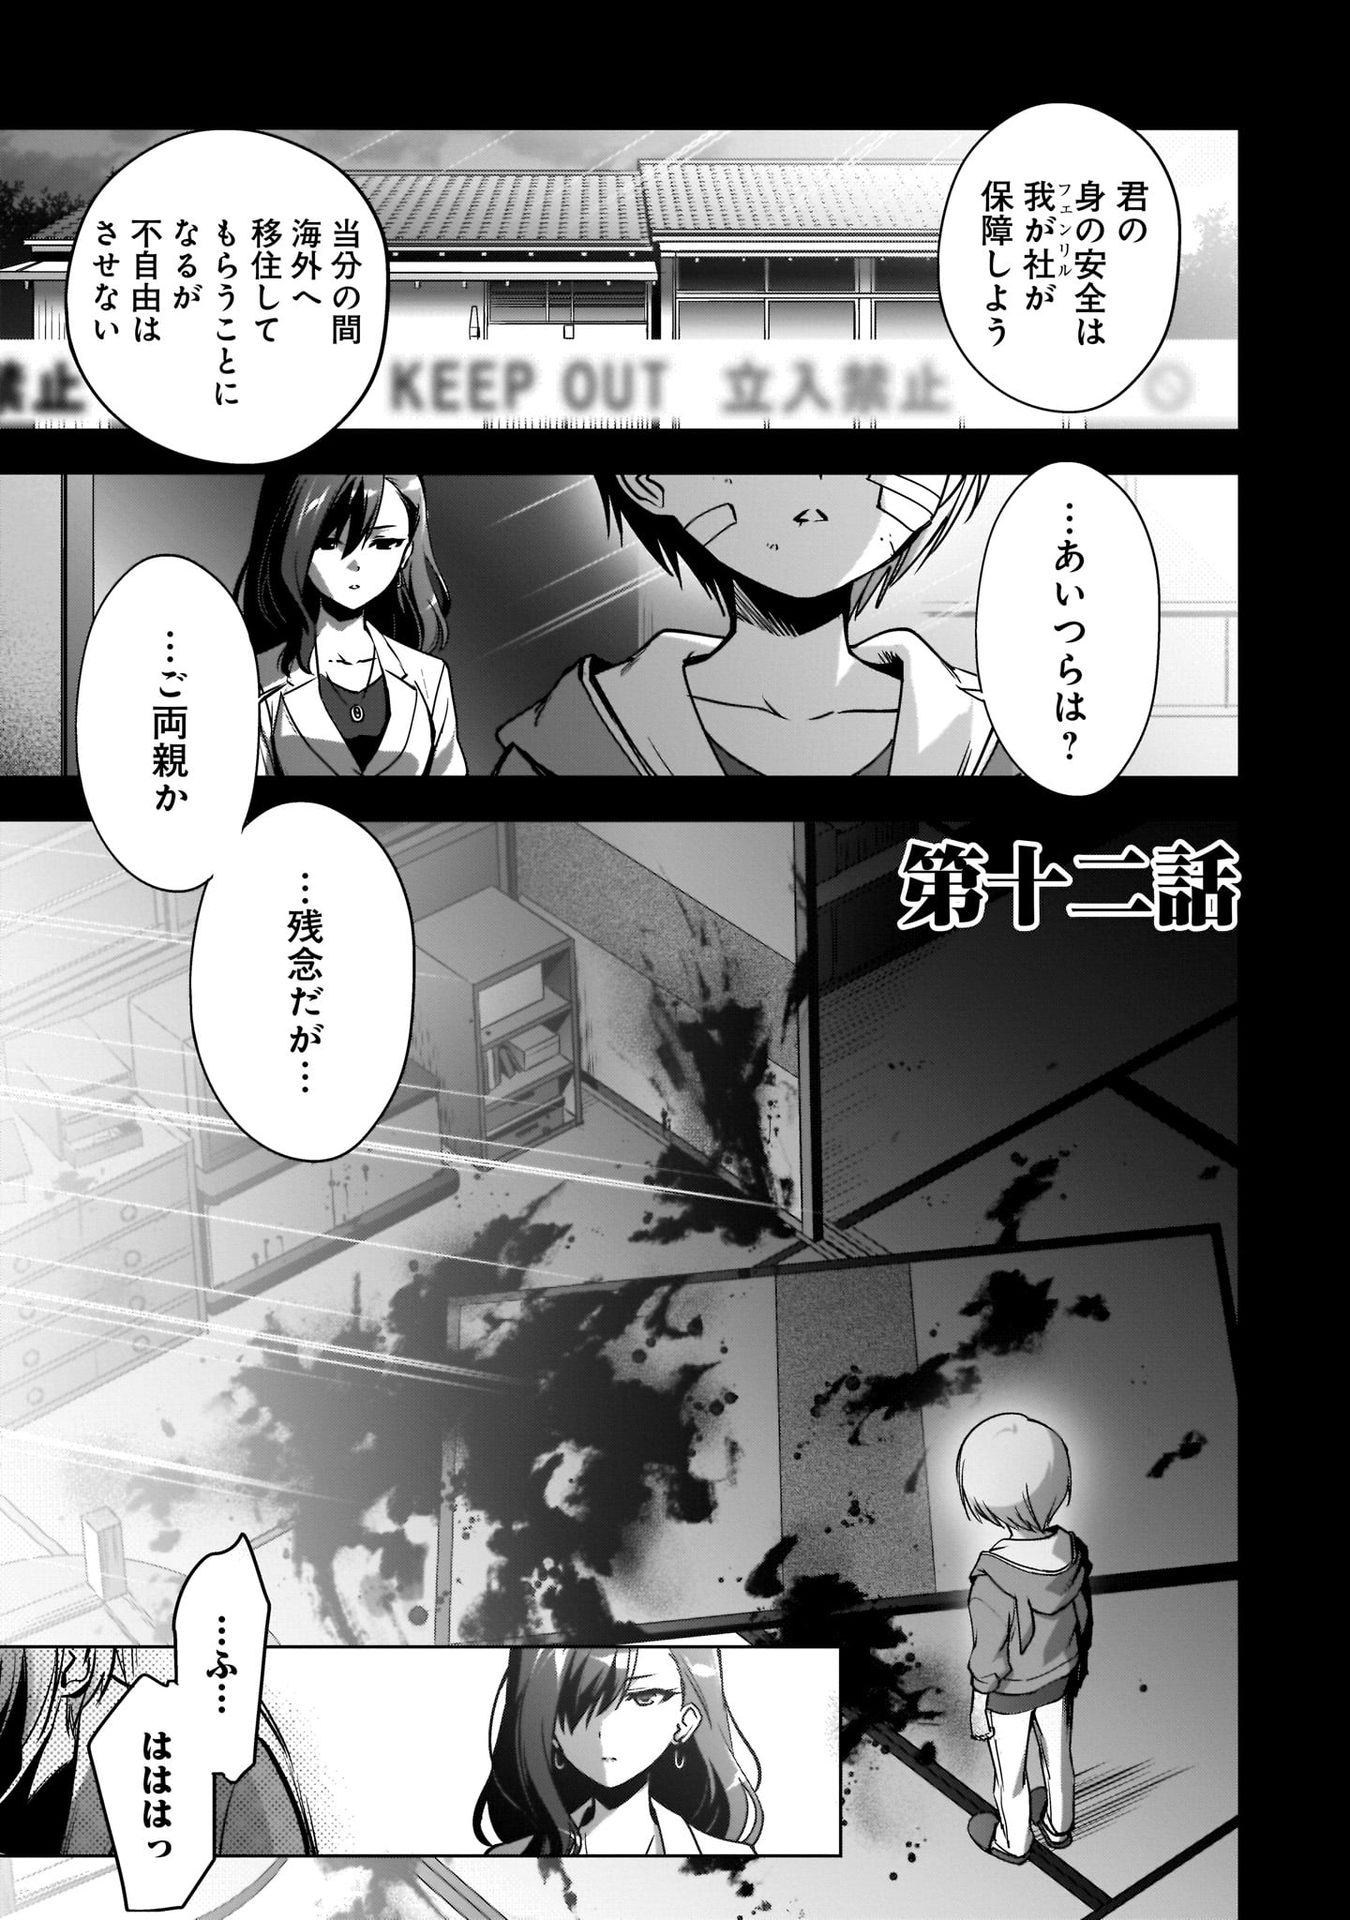 君の
身の安全は
我が社が
フェンリル
保障しよう
当分の間
海外へ
移住して
もらうことに
なるが
不自由は
させない
禁止
KEEP OUT 立入禁止
…あいつらは?
…ご両親か
…残念だが…
第十二話
…ふ…
はははっ